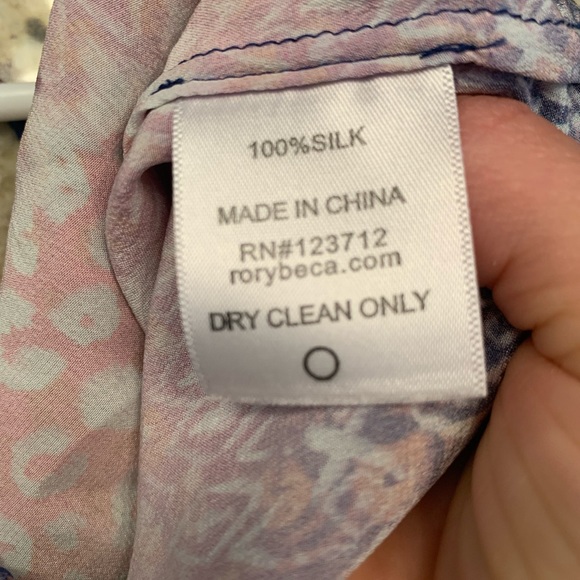 100%SILK
MADE IN CHINA
RN#123712
rorybeca.com
DRY CLEAN ONLY